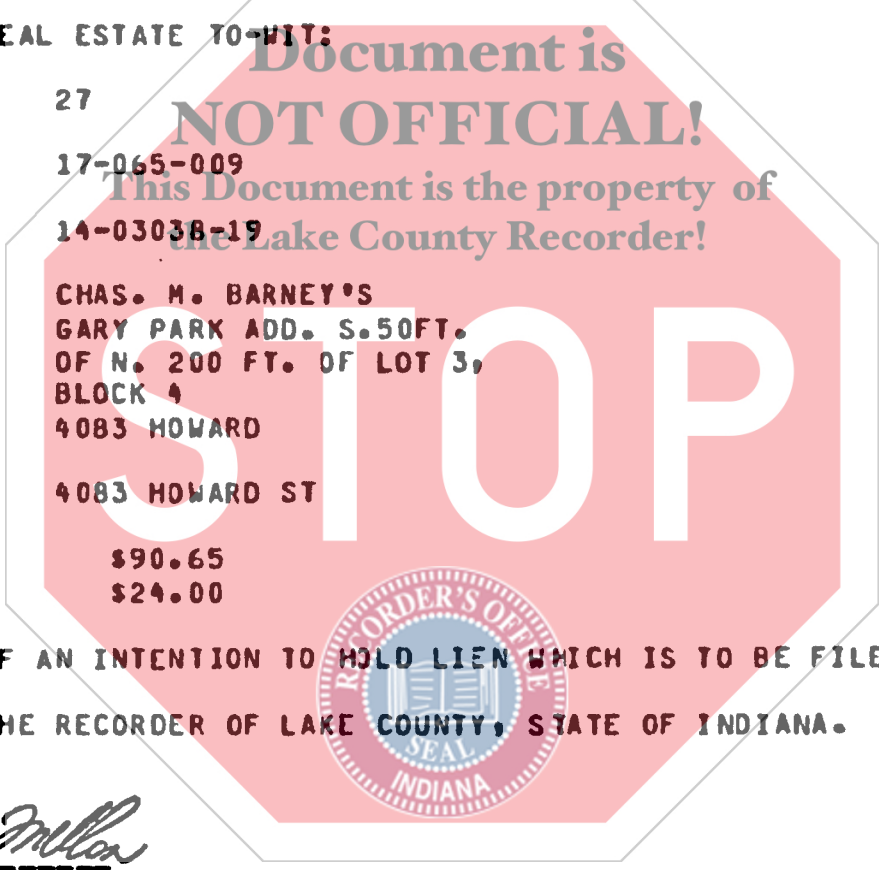 EAL ESTATE TO-WIT:
Document is
27
NOT OFFICIAL!
17-065-009
This Document is the property of
14-03038-19
the Lake County Recorder!
CHAS. M. BARNEY'S
GARY PARK ADD. S.50FT.
OF N. 200 FT. OF LOT 3,
BLOCK 4
4083 HOWARD
STOP
4083 HOWARD ST
$90.65
$24.00
RECORDER'S OFFICE
F AN INTENTION TO HOLD LIEN WHICH IS TO BE FILE
HE RECORDER OF LAKE COUNTY, STATE OF INDIANA.
SEAL
INDIANA